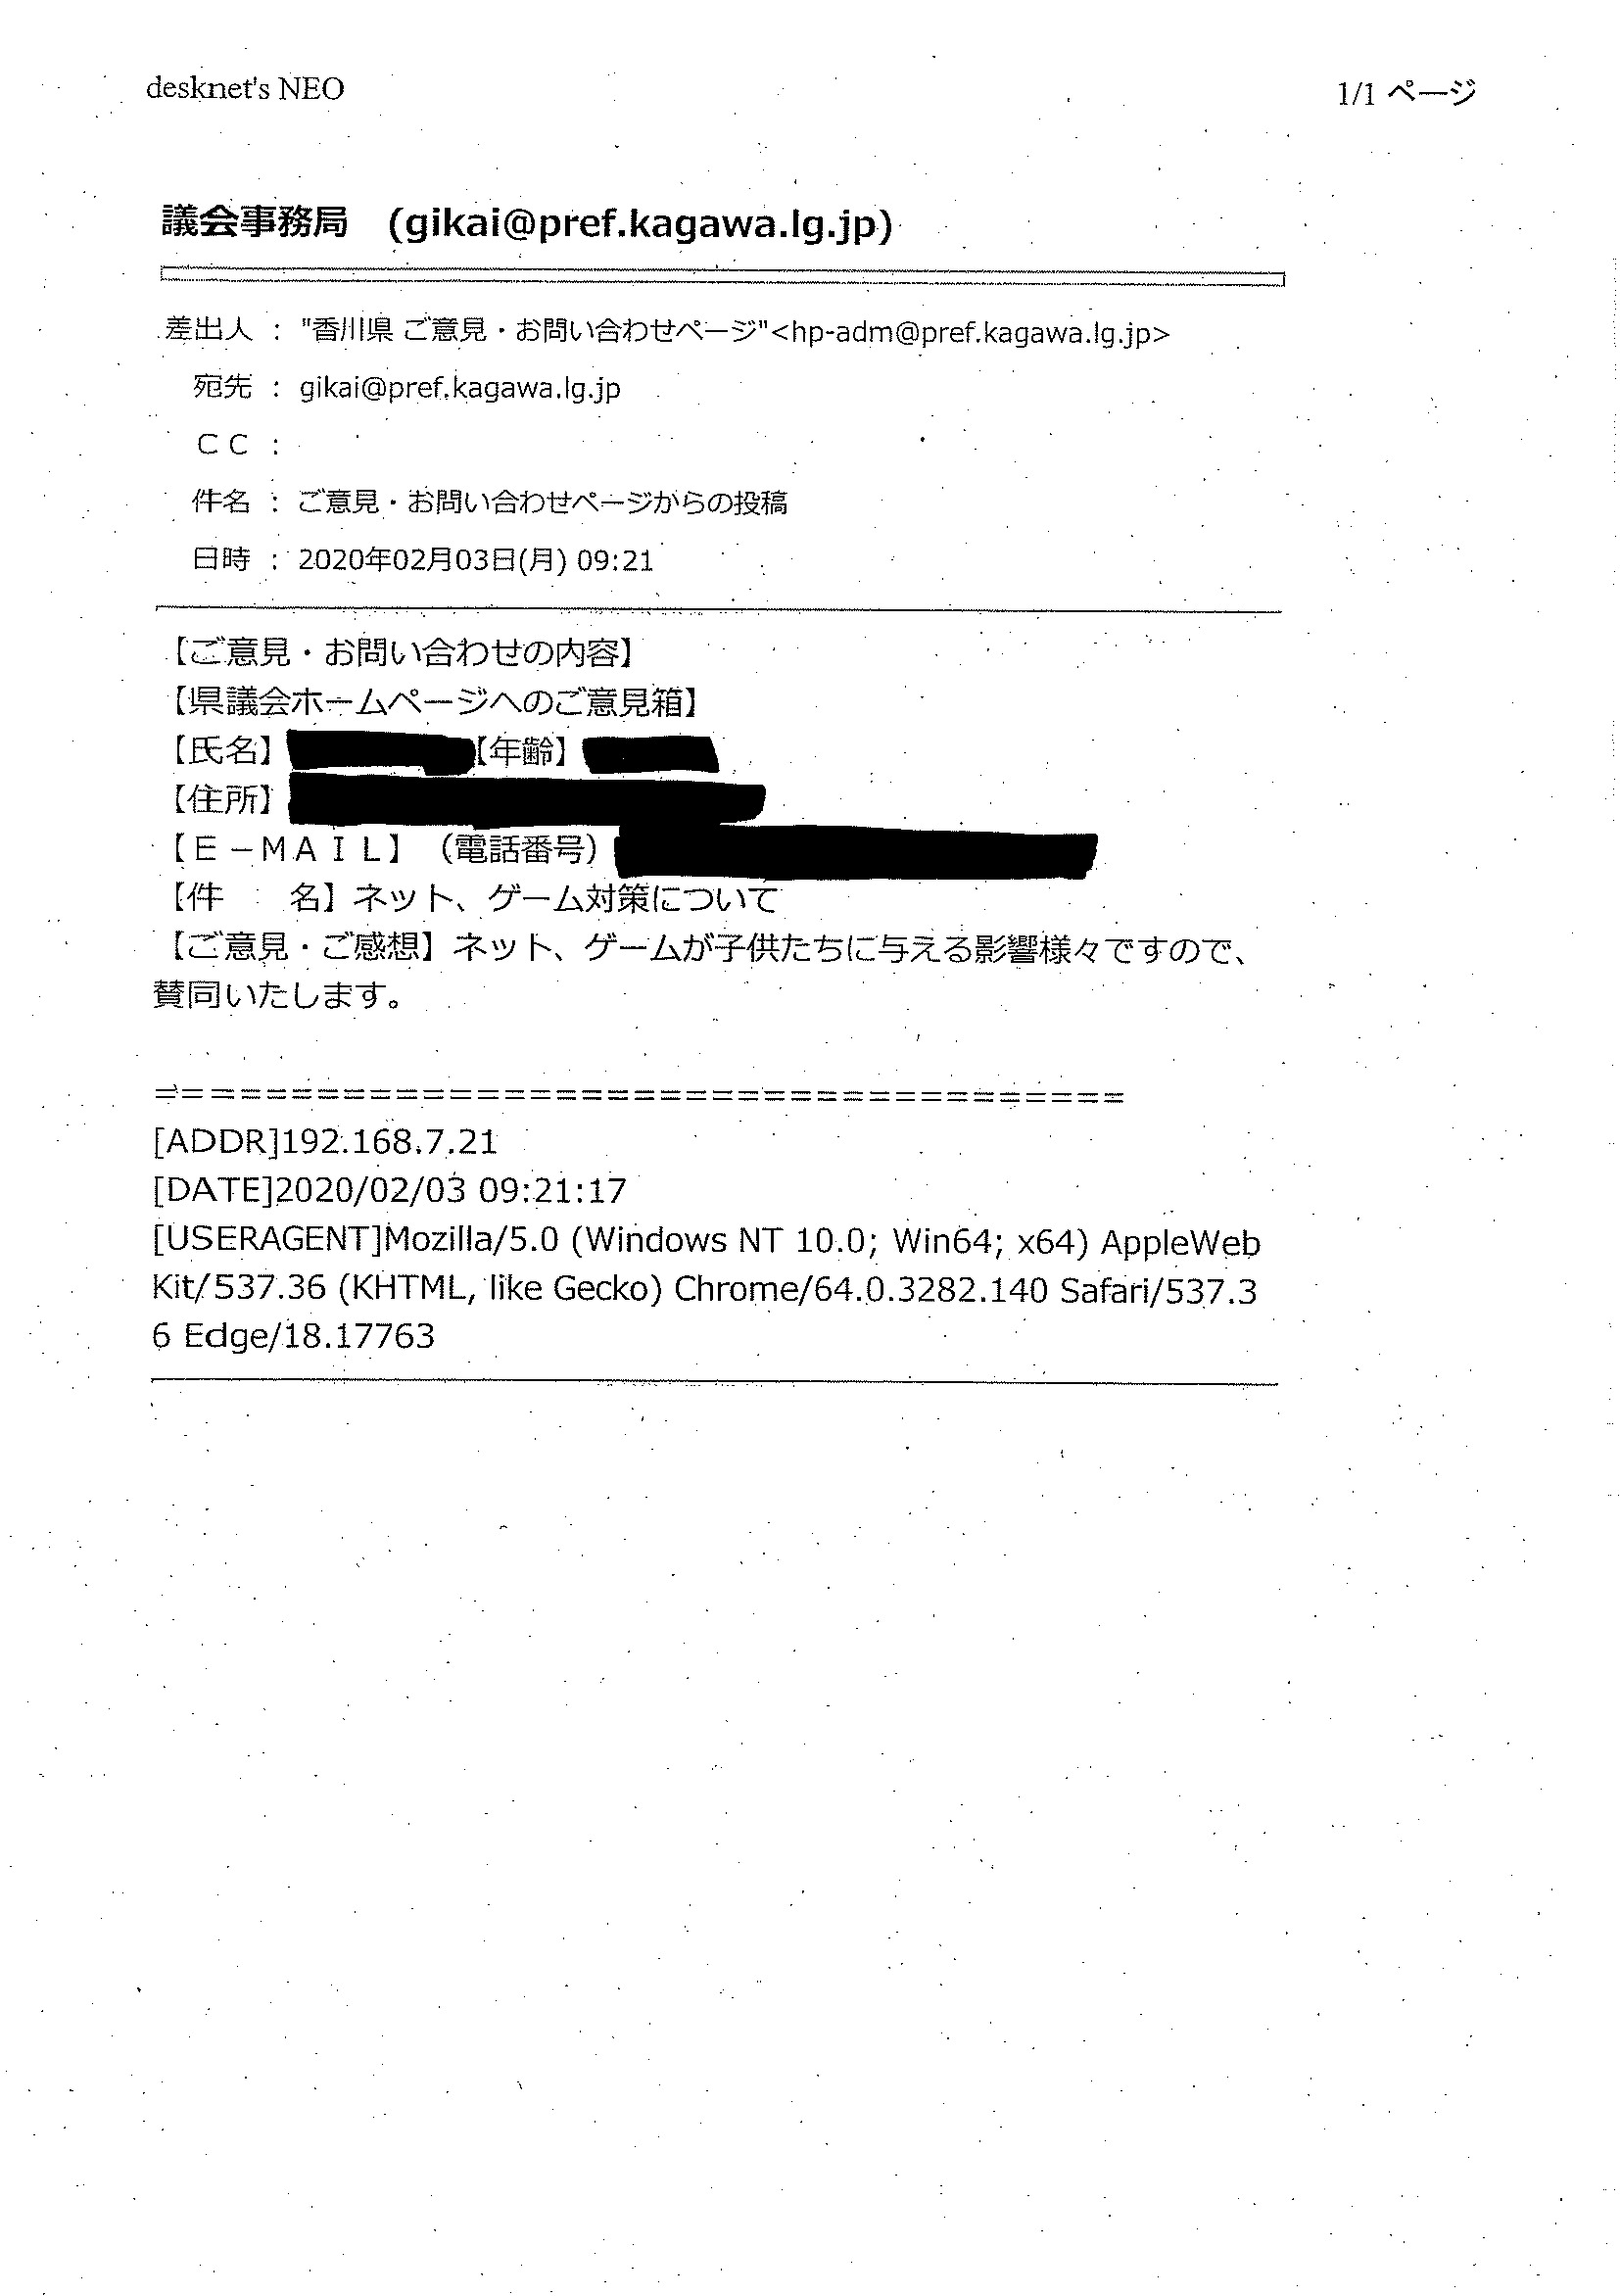 desknet's NEO
1/1 ページ
議会事務局　(gikai@pref.kagawa.lg.jp)
差出人 : "香川県 ご意見・お問い合わせページ"<hp-adm@pref.kagawa.lg.jp>
宛先 : gikai@pref.kagawa.lg.jp
ＣＣ :
件名 : ご意見・お問い合わせページからの投稿
日時 : 2020年02月03日(月) 09:21
【ご意見・お問い合わせの内容】
【県議会ホームページへのご意見箱】
【氏名】【年齢】
【住所】
【Ｅ－ＭＡＩＬ】（電話番号）
【件　　名】ネット、ゲーム対策について
【ご意見・ご感想】ネット、ゲームが子供たちに与える影響様々ですので、
賛同いたします。
=====================================
[ADDR]192.168.7.21
[DATE]2020/02/03 09:21:17
[USERAGENT]Mozilla/5.0 (Windows NT 10.0; Win64; x64) AppleWeb
Kit/537.36 (KHTML, like Gecko) Chrome/64.0.3282.140 Safari/537.3
6 Edge/18.17763